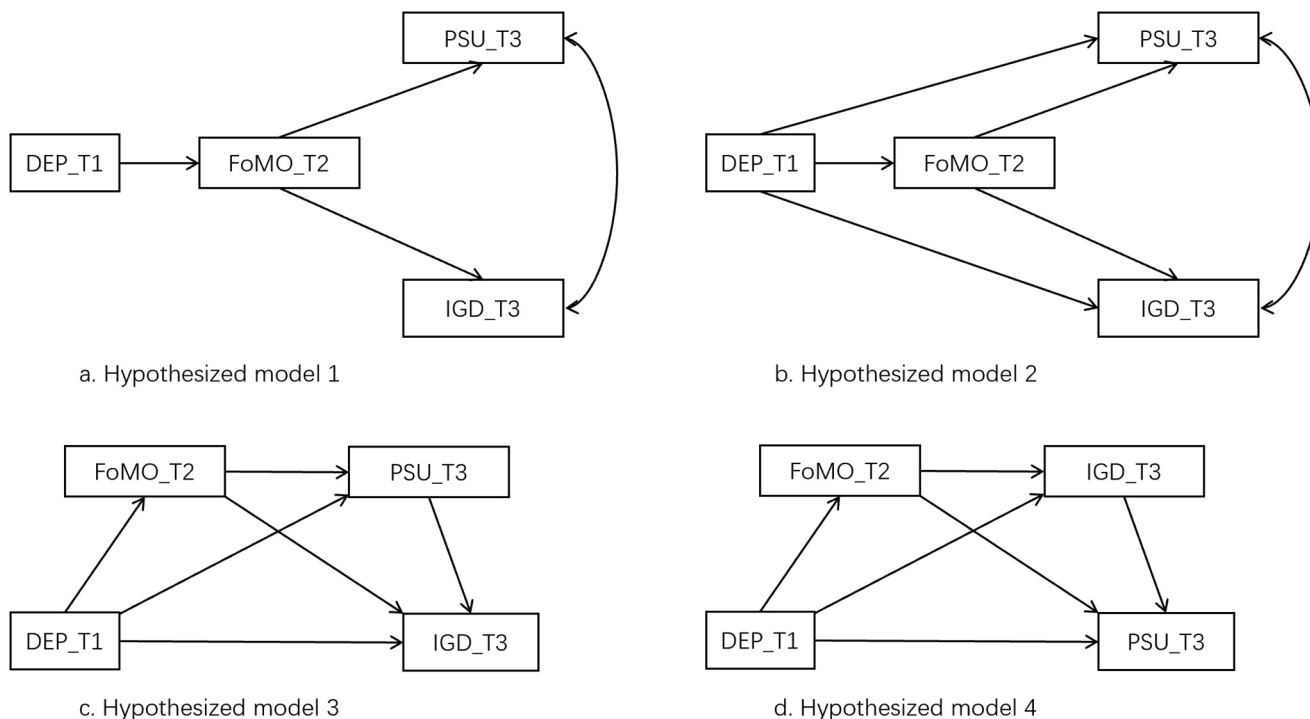 PSU_T3
DEP_T1
FoMO_T2
IGD_T3
a. Hypothesized model 1
PSU_T3
DEP_T1
FoMO_T2
IGD_T3
b. Hypothesized model 2
FoMO_T2
PSU_T3
DEP_T1
IGD_T3
c. Hypothesized model 3
FoMO_T2
IGD_T3
DEP_T1
PSU_T3
d. Hypothesized model 4